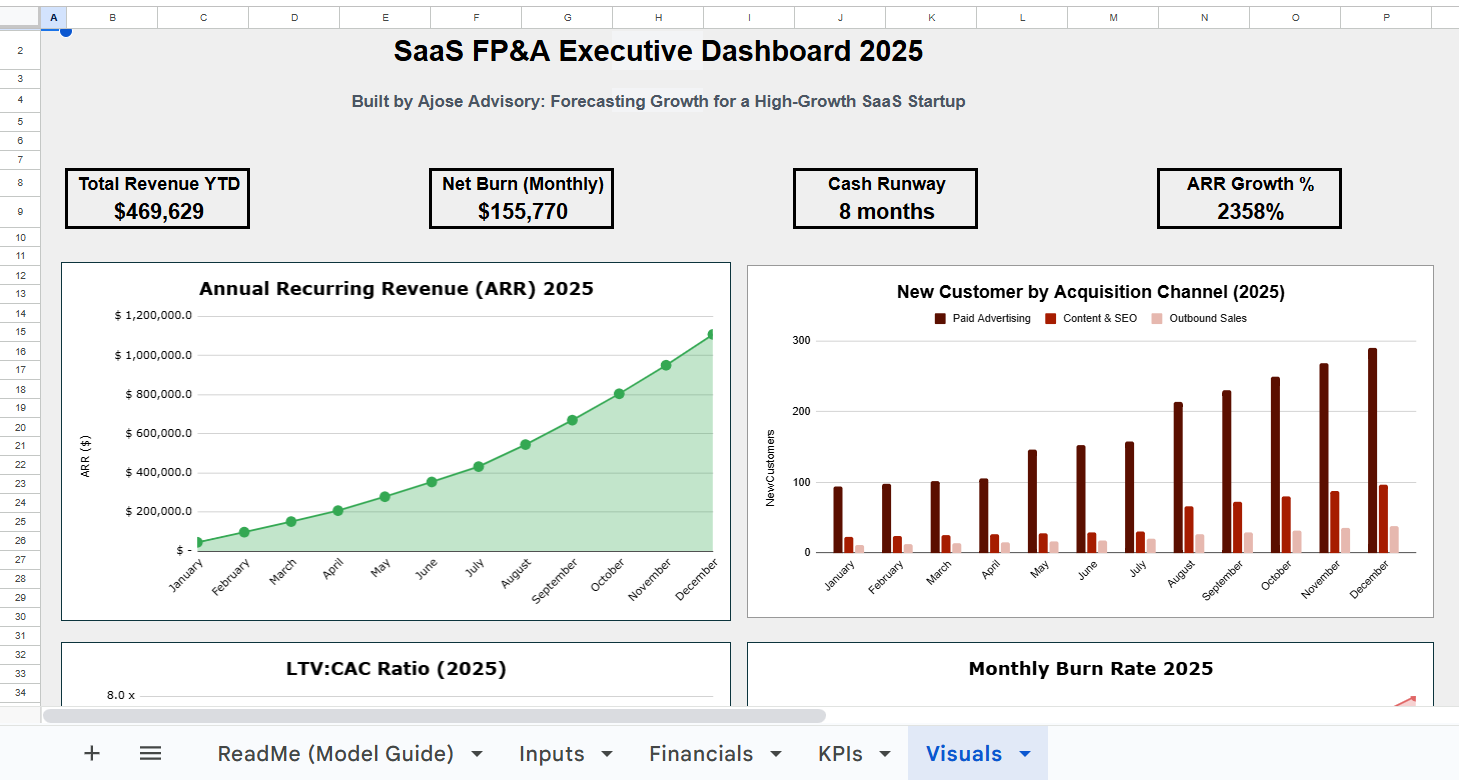 A B C D E F G H I J K L M N O P
2
3
4
5
6
7
8
9
10
11
12
13
14
15
16
17
18
19
20
21
22
23
24
25
26
27
28
29
30
31
32
33
34
SaaS FP&A Executive Dashboard 2025
Built by Ajose Advisory: Forecasting Growth for a High-Growth SaaS Startup
Total Revenue YTD
$469,629
Net Burn (Monthly)
$155,770
Cash Runway
8 months
ARR Growth %
2358%
Annual Recurring Revenue (ARR) 2025
ARR ($)
$ 1,200,000.0
$ 1,000,000.0
$ 800,000.0
$ 600,000.0
$ 400,000.0
$ 200,000.0
$ -
January February March April May June July August September October November December
New Customer by Acquisition Channel (2025)
Paid Advertising Content & SEO Outbound Sales
NewCustomers
300
200
100
0
January February March April May June July August September October November December
LTV:CAC Ratio (2025)
8.0 x
Monthly Burn Rate 2025
ReadMe (Model Guide) Inputs Financials KPIs Visuals